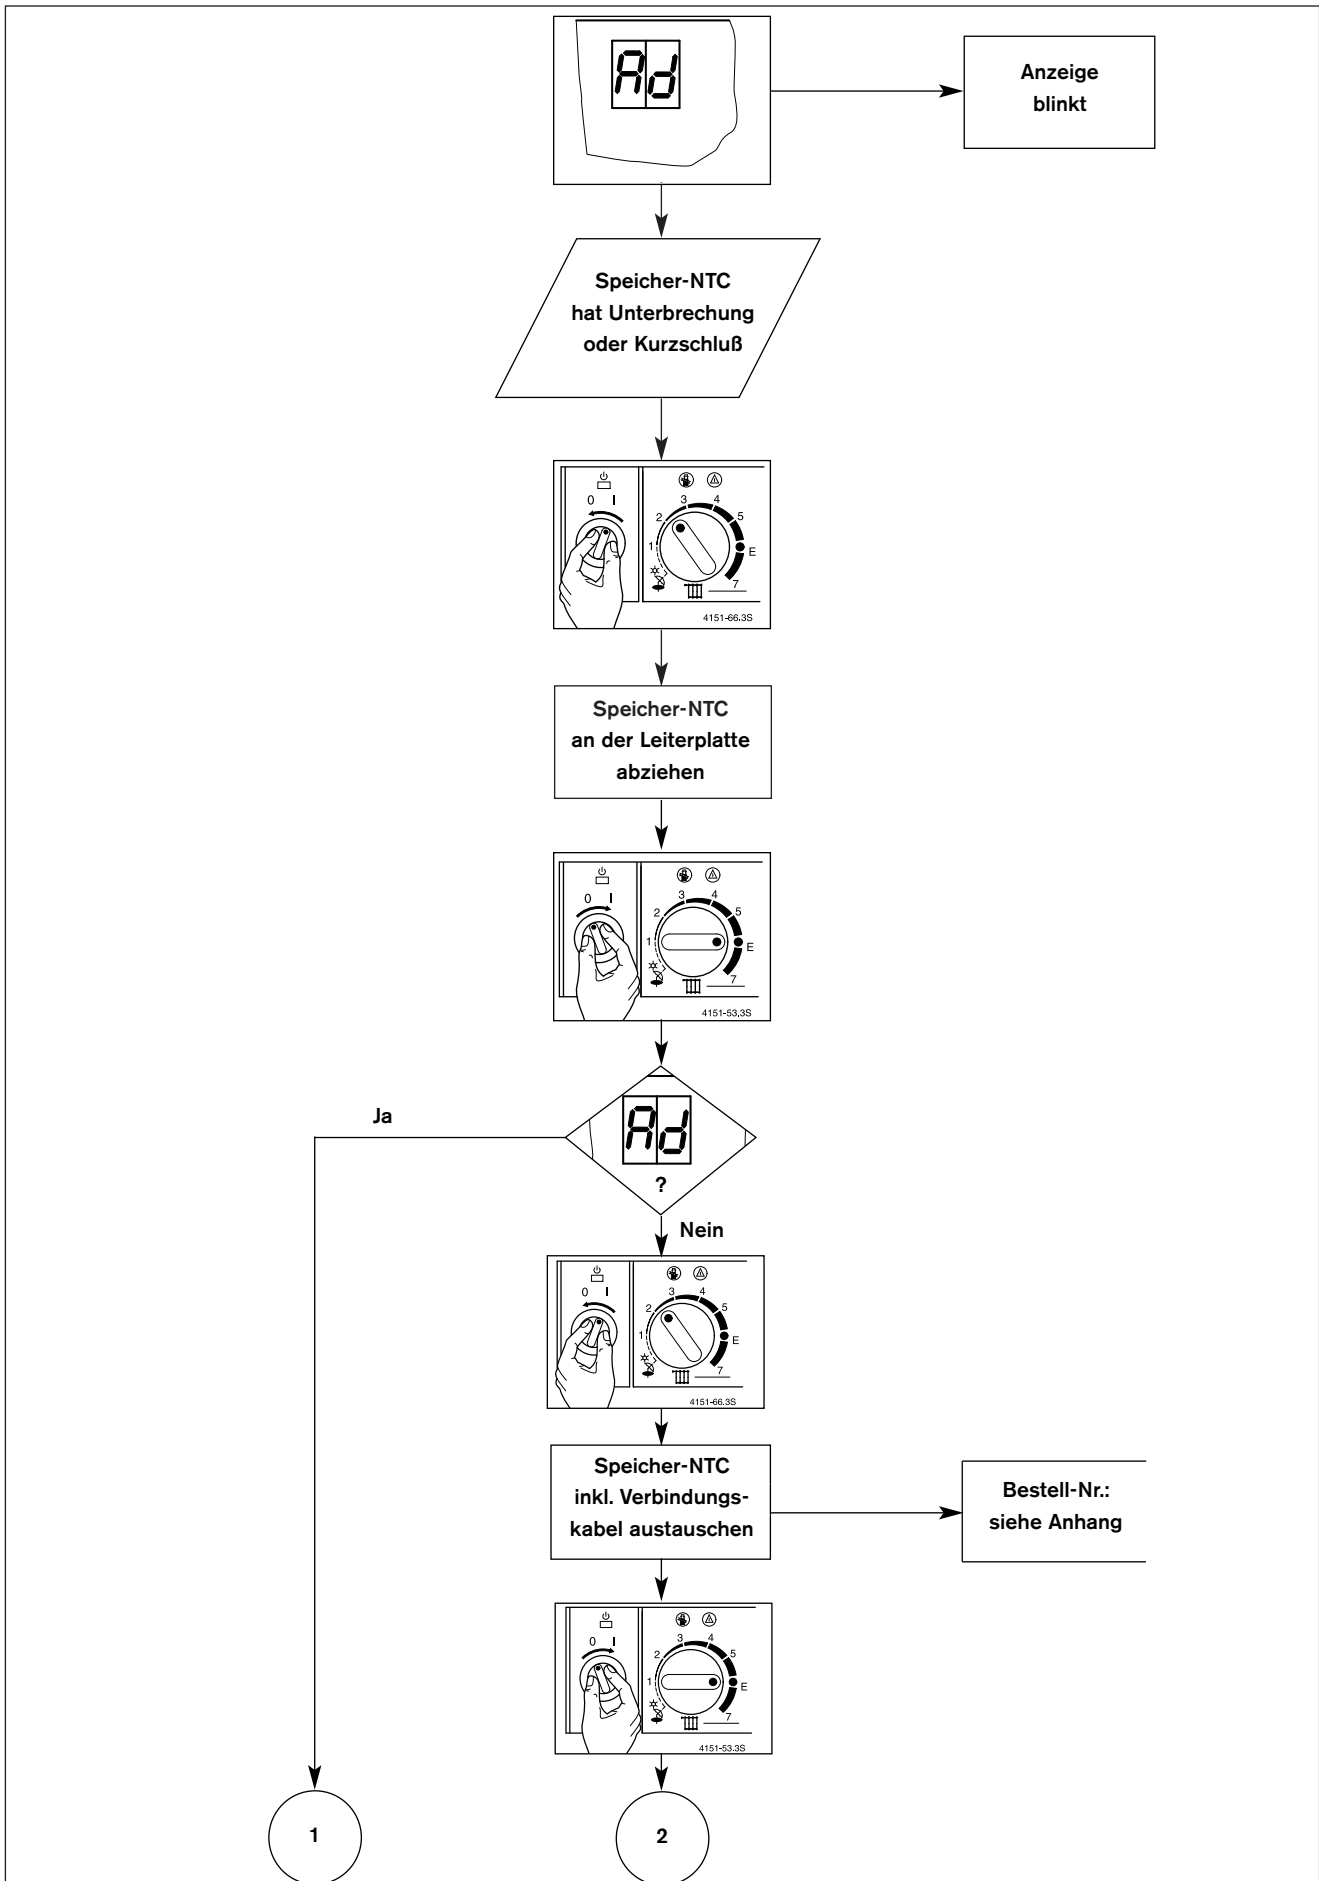 Ad
Anzeige
blinkt
Speicher-NTC
hat Unterbrechung
oder Kurzschluß
0 I
1
2
3
4
5
E
7
4151-66.3S
Speicher-NTC
an der Leiterplatte
abziehen
0 I
1
2
3
4
5
E
7
4151-53,3S
Ja
Ad
?
Nein
0 I
1
2
3
4
5
E
7
4151-66.3S
Speicher-NTC
inkl. Verbindungs-
kabel austauschen
Bestell-Nr.:
siehe Anhang
0 I
1
2
3
4
5
E
7
4151-53.3S
1
2